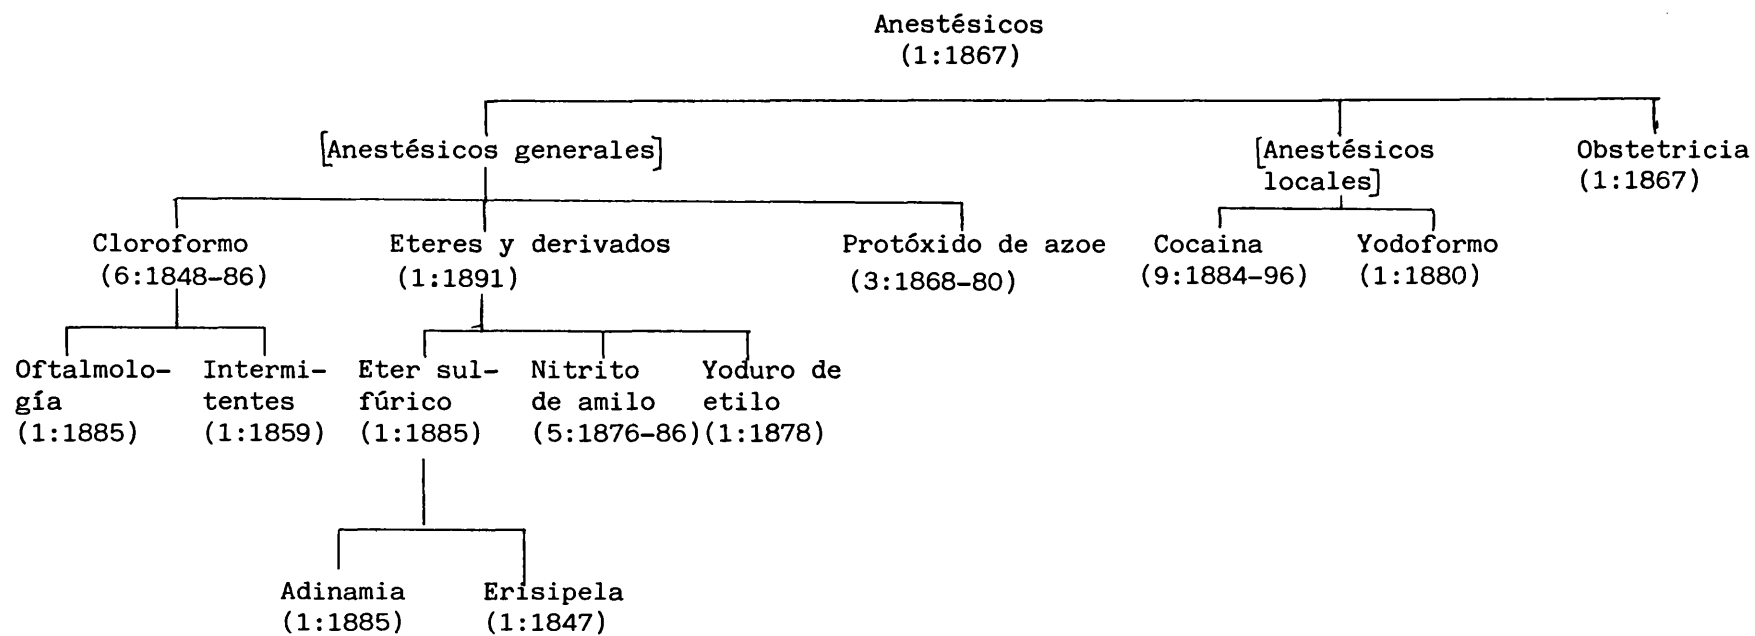 Anestésicos
(1:1867)
[Anestésicos generales]
[Anestésicos
locales]
Obstetricia
(1:1867)
Cloroformo
(6:1848-86)
Eteres y derivados
(1:1891)
Protóxido de azoe
(3:1868-80)
Cocaina
(9:1884-96)
Yodoformo
(1:1880)
Oftalmolo-
gía
(1:1885)
Intermi-
tentes
(1:1859)
Eter sul-
fúrico
(1:1885)
Nitrito
de amilo
(5:1876-86)
Yoduro de
etilo
(1:1878)
Adinamia
(1:1885)
Erisipela
(1:1847)